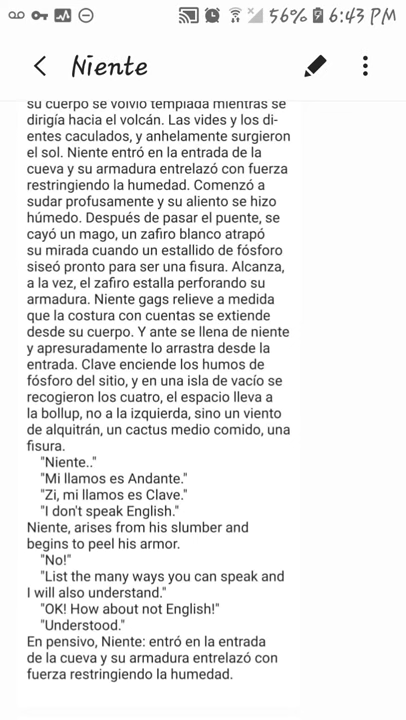 56% 6:43 PM
Niente
su cuerpo se volvió templada mientras se
dirigía hacia el volcán. Las vides y los di-
entes caculados, y anhelamente surgieron
el sol. Niente entró en la entrada de la
cueva y su armadura entrelazó con fuerza
restringiendo la humedad. Comenzó a
sudar profusamente y su aliento se hizo
húmedo. Después de pasar el puente, se
cayó un mago, un zafiro blanco atrapó
su mirada cuando un estallido de fósforo
siseó pronto para ser una fisura. Alcanza,
a la vez, el zafiro estalla perforando su
armadura. Niente gags relieve a medida
que la costura con cuentas se extiende
desde su cuerpo. Y ante se llena de niente
y apresuradamente lo arrastra desde la
entrada. Clave enciende los humos de
fósforo del sitio, y en una isla de vacío se
recogieron los cuatro, el espacio lleva a
la bollup, no a la izquierda, sino un viento
de alquitrán, un cactus medio comido, una
fisura.
"Niente.."
"Mi llamos es Andante."
"Zi, mi llamos es Clave."
"I don't speak English."
Niente, arises from his slumber and
begins to peel his armor.
"No!"
"List the many ways you can speak and
I will also understand."
"OK! How about not English!"
"Understood."
En pensivo, Niente: entró en la entrada
de la cueva y su armadura entrelazó con
fuerza restringiendo la humedad.